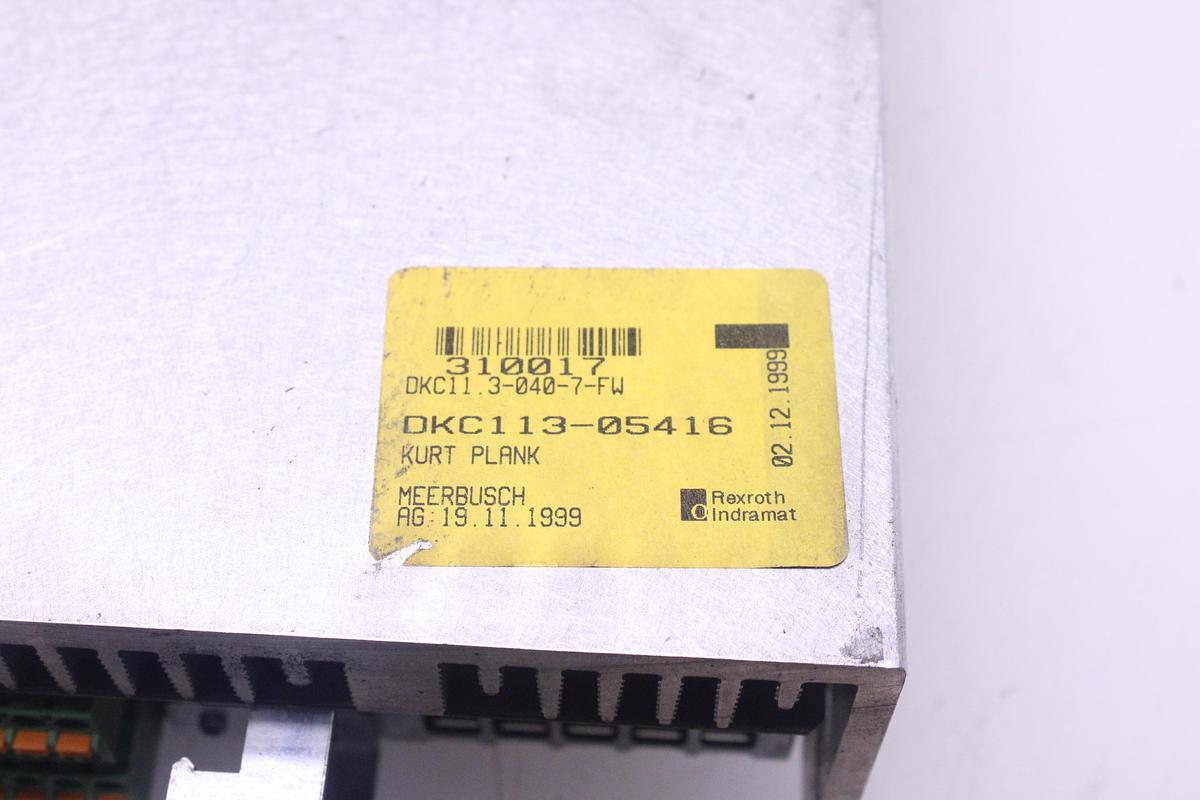 310017
DKC11.3-040-7-FW
DKC113-05416
KURT PLANK
MEERBUSCH
AG:19.11.1999
02.12.1999
Rexroth
Indramat